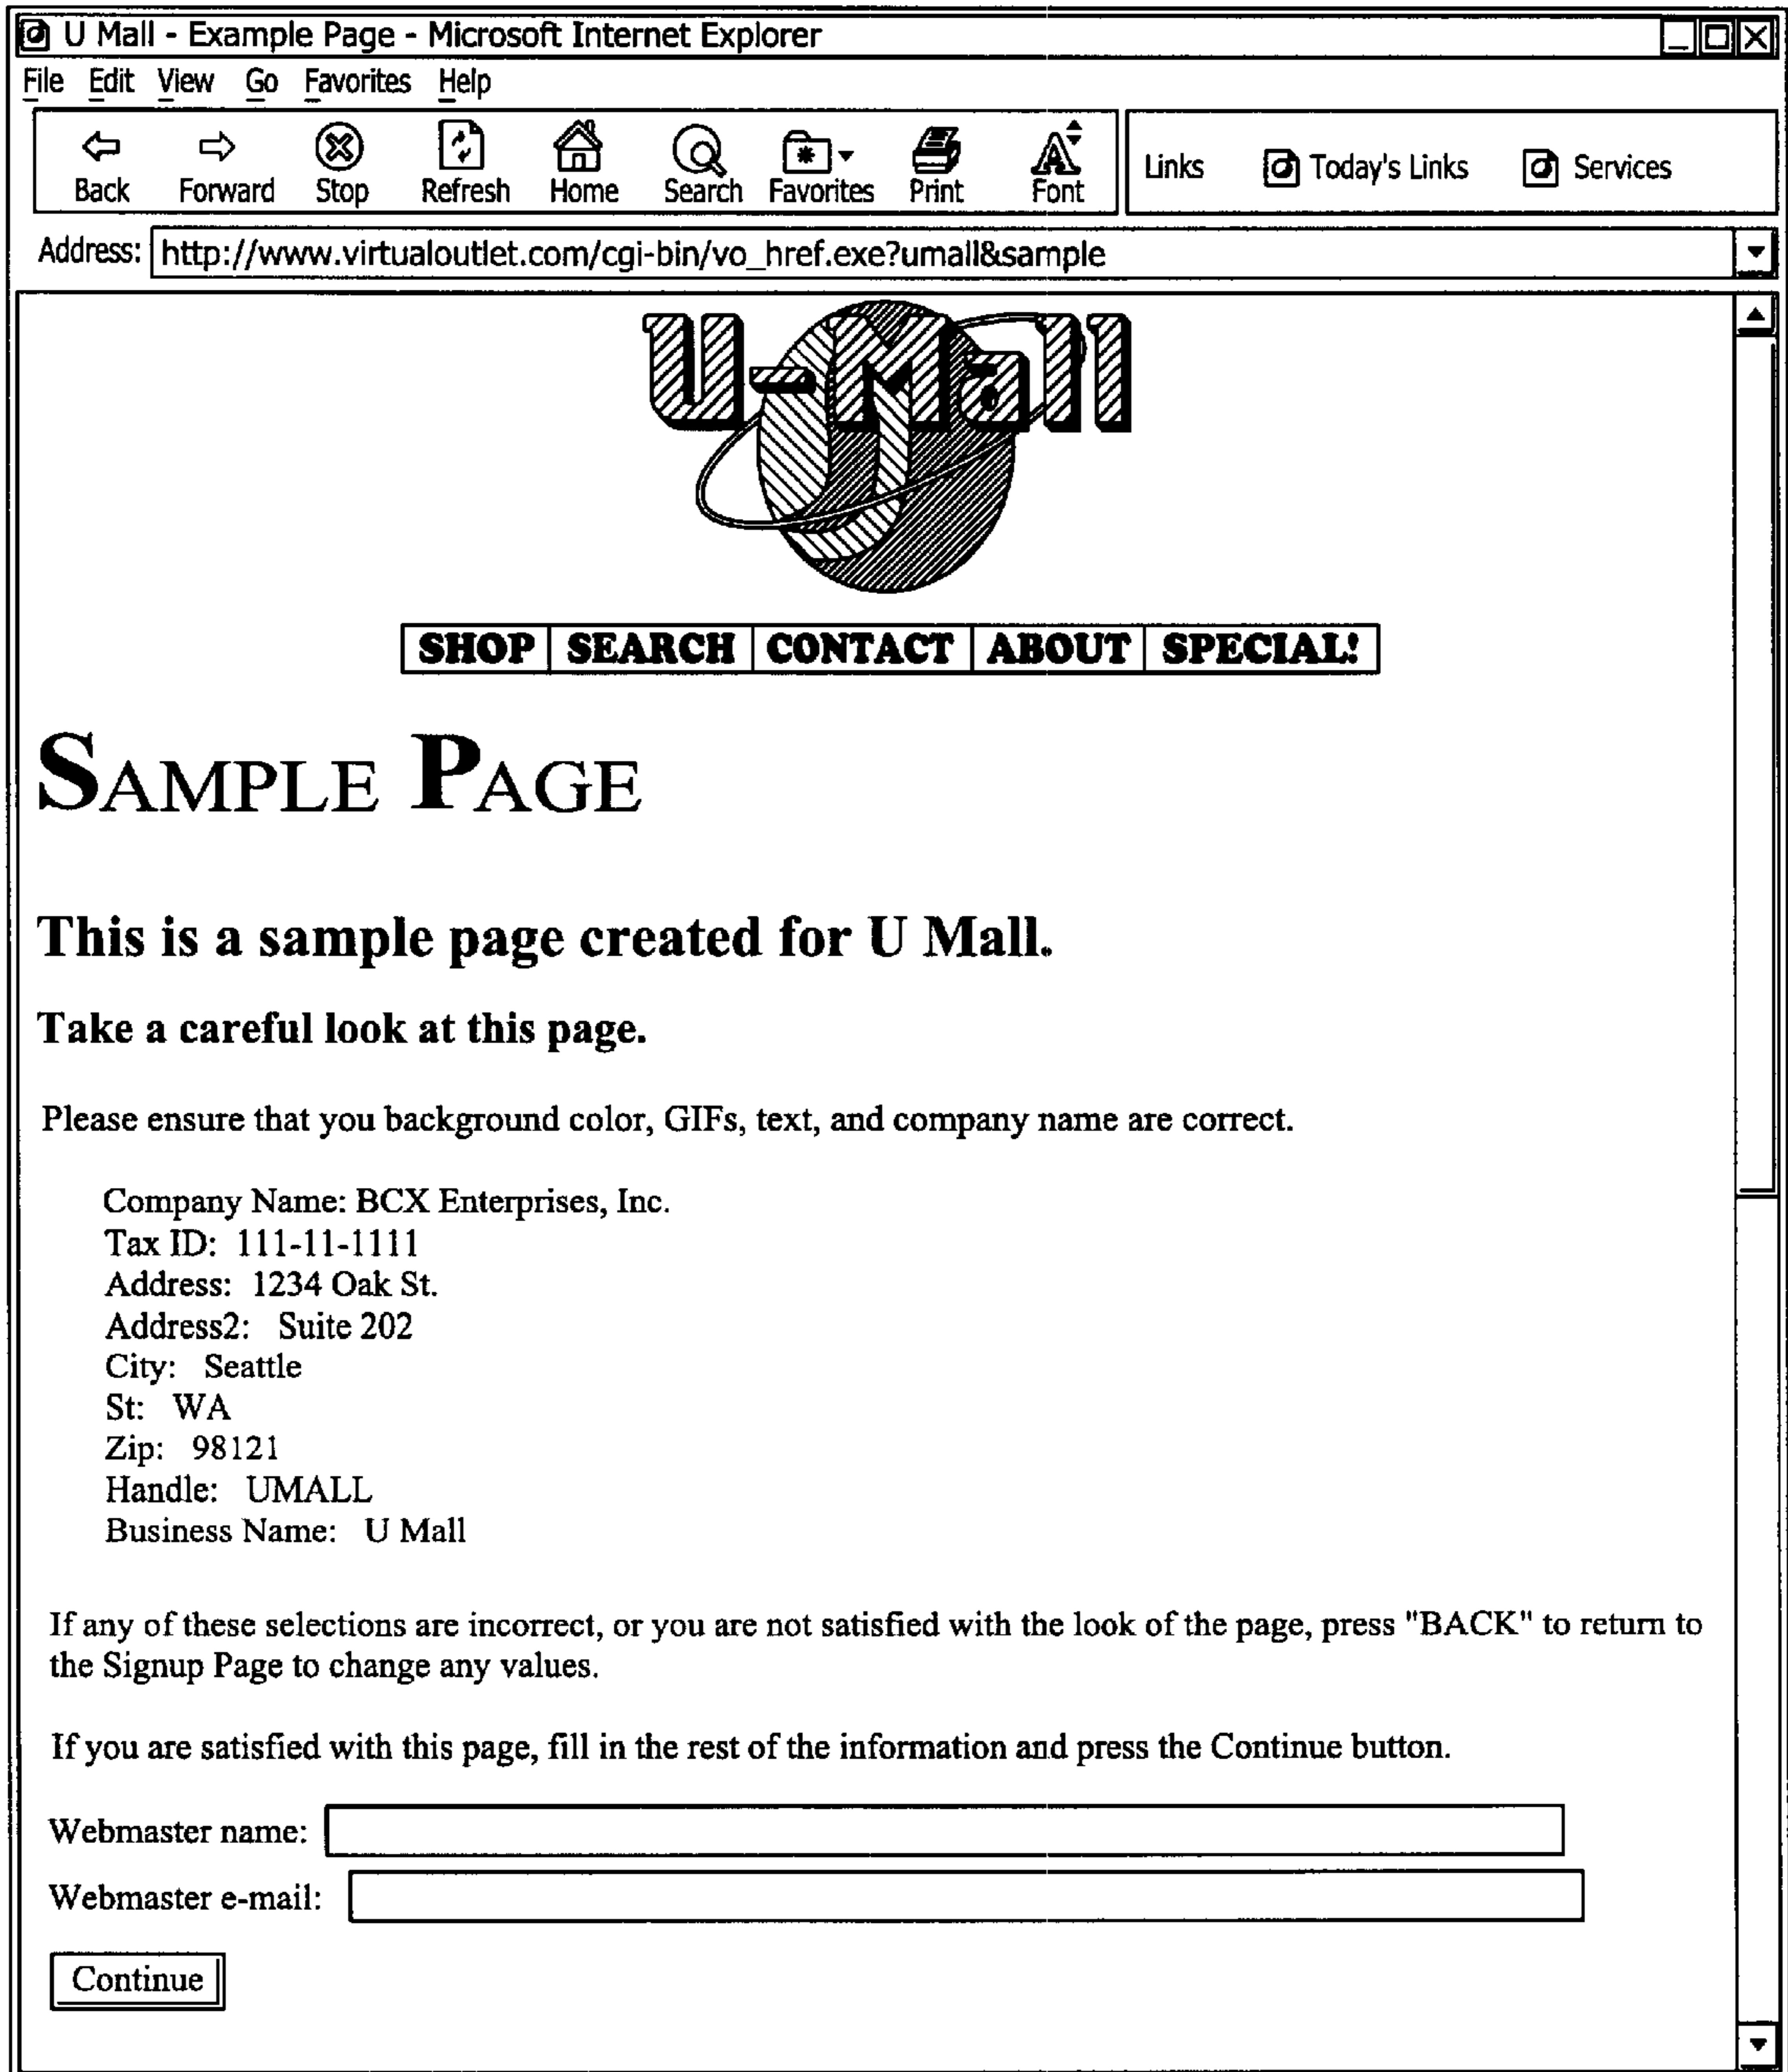 U Mall - Example Page - Microsoft Internet Explorer
File Edit View Go Favorites Help
Back Forward Stop Refresh Home Search Favorites Print Font Links Today's Links Services
Address: http://www.virtualoutlet.com/cgi-bin/vo_href.exe?umall&sample
U-Mall
SHOP SEARCH CONTACT ABOUT SPECIAL!
SAMPLE PAGE
This is a sample page created for U Mall.
Take a careful look at this page.
Please ensure that you background color, GIFs, text, and company name are correct.
Company Name: BCX Enterprises, Inc.
Tax ID: 111-11-1111
Address: 1234 Oak St.
Address2: Suite 202
City: Seattle
St: WA
Zip: 98121
Handle: UMALL
Business Name: U Mall
If any of these selections are incorrect, or you are not satisfied with the look of the page, press "BACK" to return to
the Signup Page to change any values.
If you are satisfied with this page, fill in the rest of the information and press the Continue button.
Webmaster name:
Webmaster e-mail:
Continue